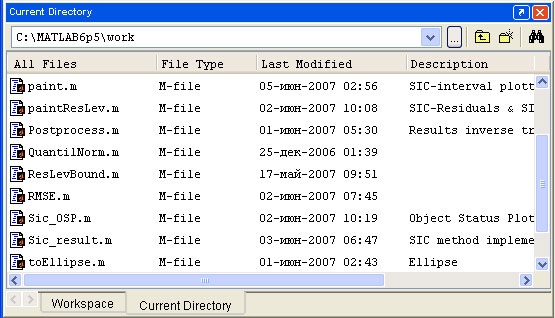 Current Directory
C:\MATLAB6p5\work ...
All Files File Type Last Modified Description
paint.m M-file 05-июн-2007 02:56 SIC-interval plott
paintResLev.m M-file 02-июн-2007 10:08 SIC-Residuals & SI
Postprocess.m M-file 01-июн-2007 05:30 Results inverse tr
QuantilNorm.m M-file 25-дек-2006 01:39
ResLevBound.m M-file 17-май-2007 09:51
RMSE.m M-file 02-июн-2007 07:45
Sic_OSP.m M-file 02-июн-2007 10:19 Object Status Plot
Sic_result.m M-file 03-июн-2007 06:47 SIC method impleme
toEllipse.m M-file 01-июн-2007 02:43 Ellipse
Workspace Current Directory